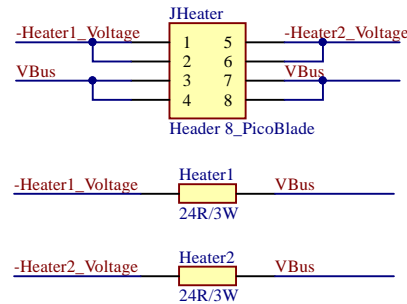 JHeater
-Heater1_Voltage 1 5 -Heater2_Voltage
2 6
VBus 3 7 VBus
4 8
Header 8_PicoBlade
Heater1
-Heater1_Voltage VBus
24R/3W
Heater2
-Heater2_Voltage VBus
24R/3W